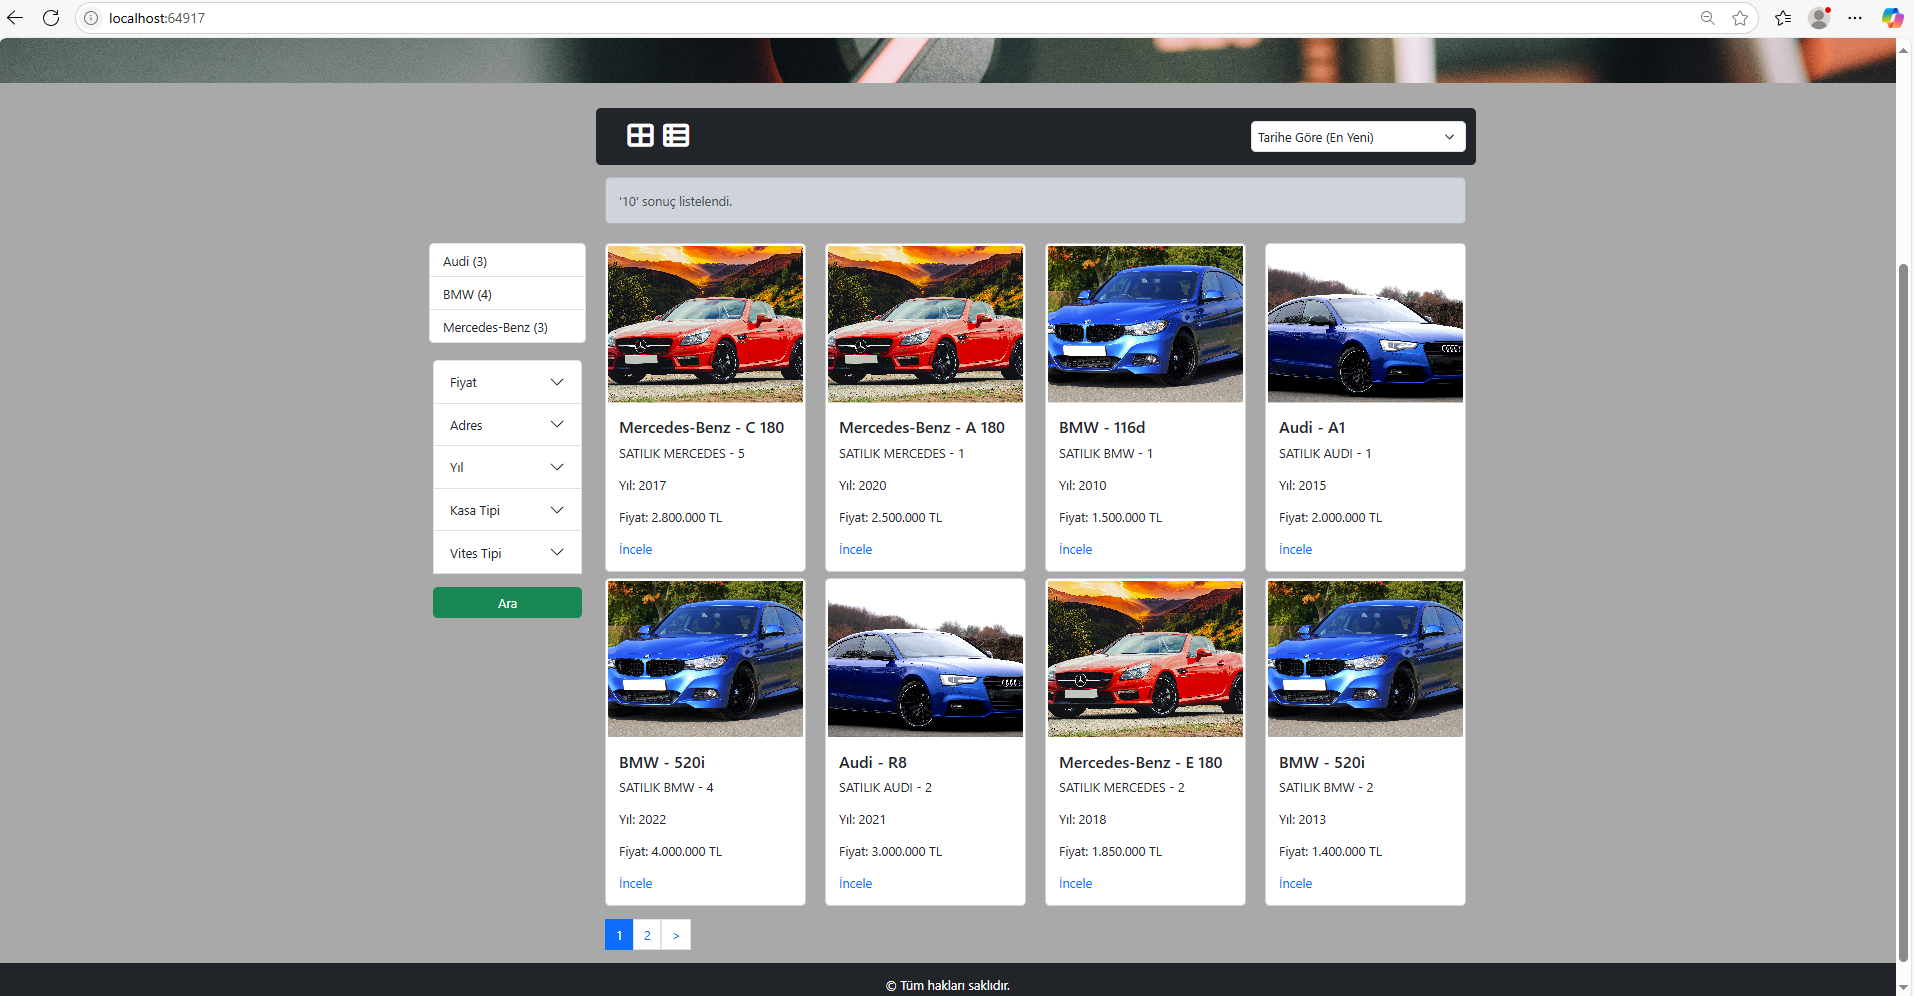 localhost:64917
Tarihe Göre (En Yeni)
'10' sonuç listelendi.
Audi (3)
BMW (4)
Mercedes-Benz (3)
Fiyat
Adres
Yıl
Kasa Tipi
Vites Tipi
Ara
Mercedes-Benz - C 180
SATILIK MERCEDES - 5
Yıl: 2017
Fiyat: 2.800.000 TL
İncele
Mercedes-Benz - A 180
SATILIK MERCEDES - 1
Yıl: 2020
Fiyat: 2.500.000 TL
İncele
BMW - 116d
SATILIK BMW - 1
Yıl: 2010
Fiyat: 1.500.000 TL
İncele
Audi - A1
SATILIK AUDI - 1
Yıl: 2015
Fiyat: 2.000.000 TL
İncele
BMW - 520i
SATILIK BMW - 4
Yıl: 2022
Fiyat: 4.000.000 TL
İncele
Audi - R8
SATILIK AUDI - 2
Yıl: 2021
Fiyat: 3.000.000 TL
İncele
Mercedes-Benz - E 180
SATILIK MERCEDES - 2
Yıl: 2018
Fiyat: 1.850.000 TL
İncele
BMW - 520i
SATILIK BMW - 2
Yıl: 2013
Fiyat: 1.400.000 TL
İncele
1 2 >
© Tüm hakları saklıdır.